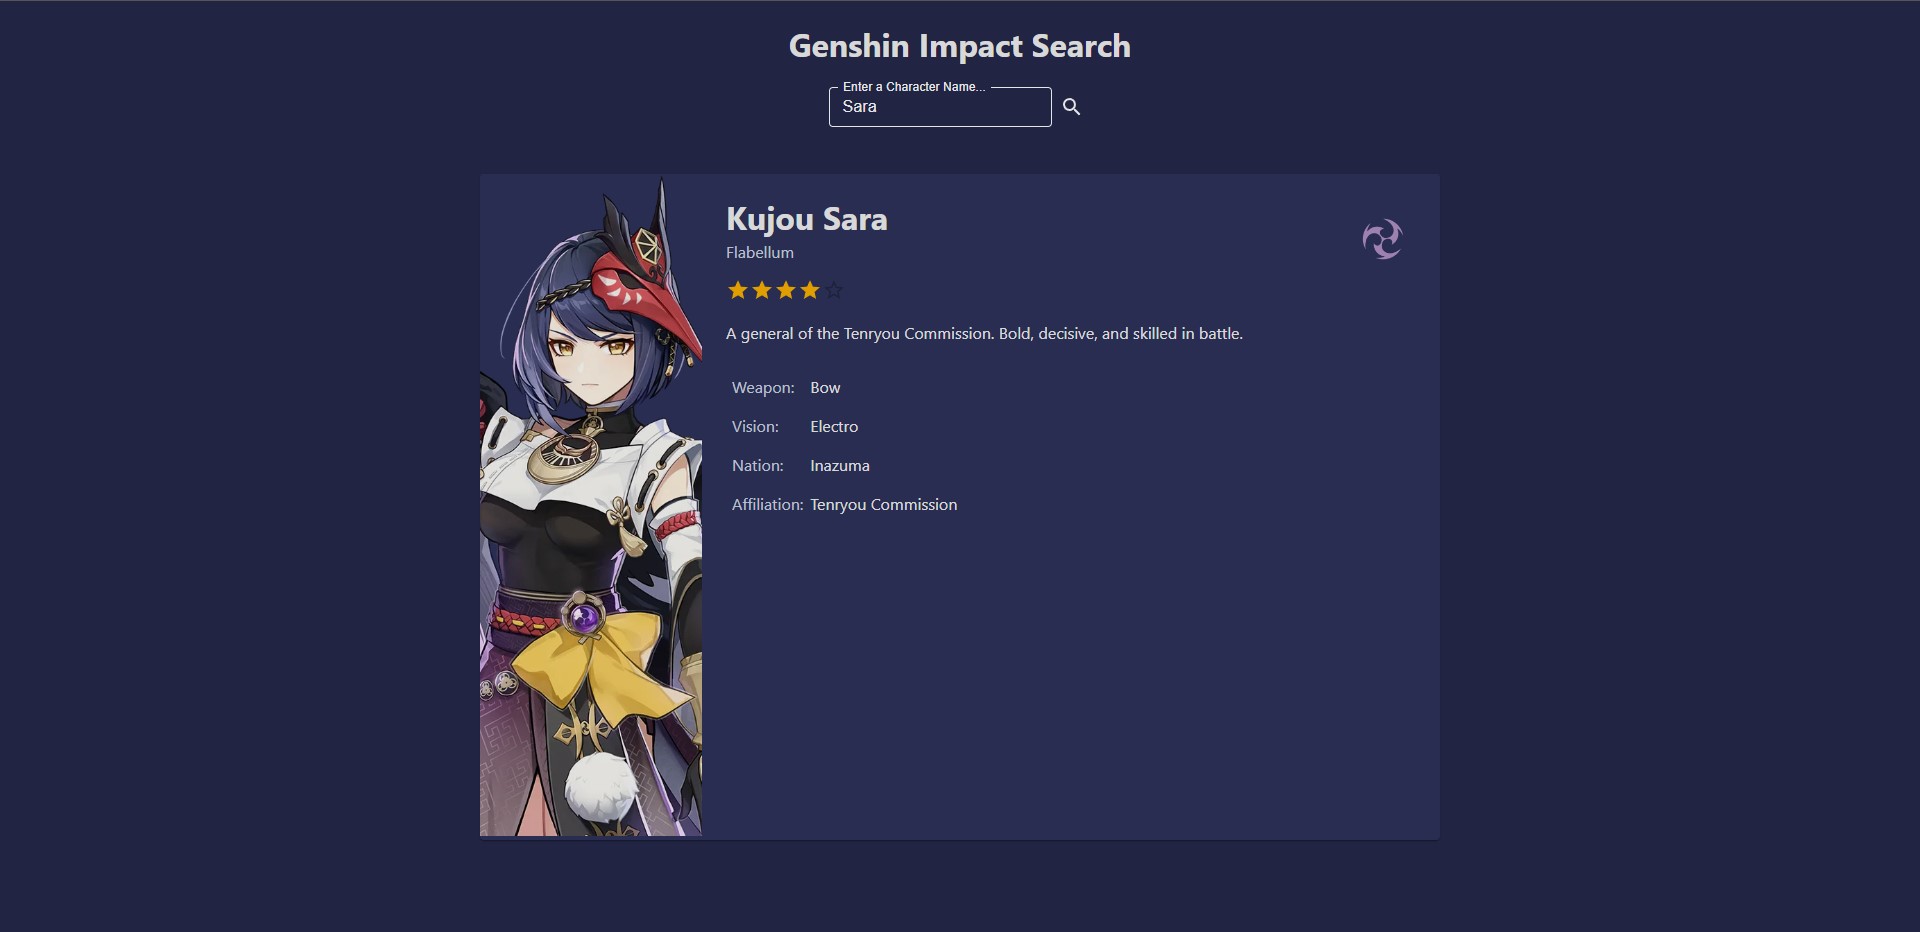 Genshin Impact Search
Enter a Character Name...
Sara
Kujou Sara
Flabellum
A general of the Tenryou Commission. Bold, decisive, and skilled in battle.
Weapon: Bow
Vision: Electro
Nation: Inazuma
Affiliation: Tenryou Commission